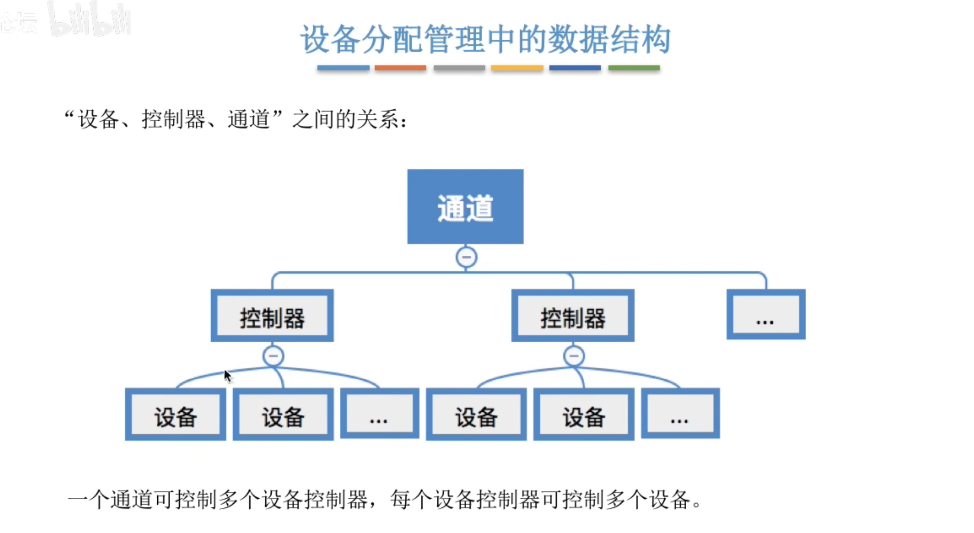 bilibili
设备分配管理中的数据结构
“设备、控制器、通道”之间的关系：
通道
控制器 控制器 ...
设备 设备 ... 设备 设备 ...
一个通道可控制多个设备控制器，每个设备控制器可控制多个设备。